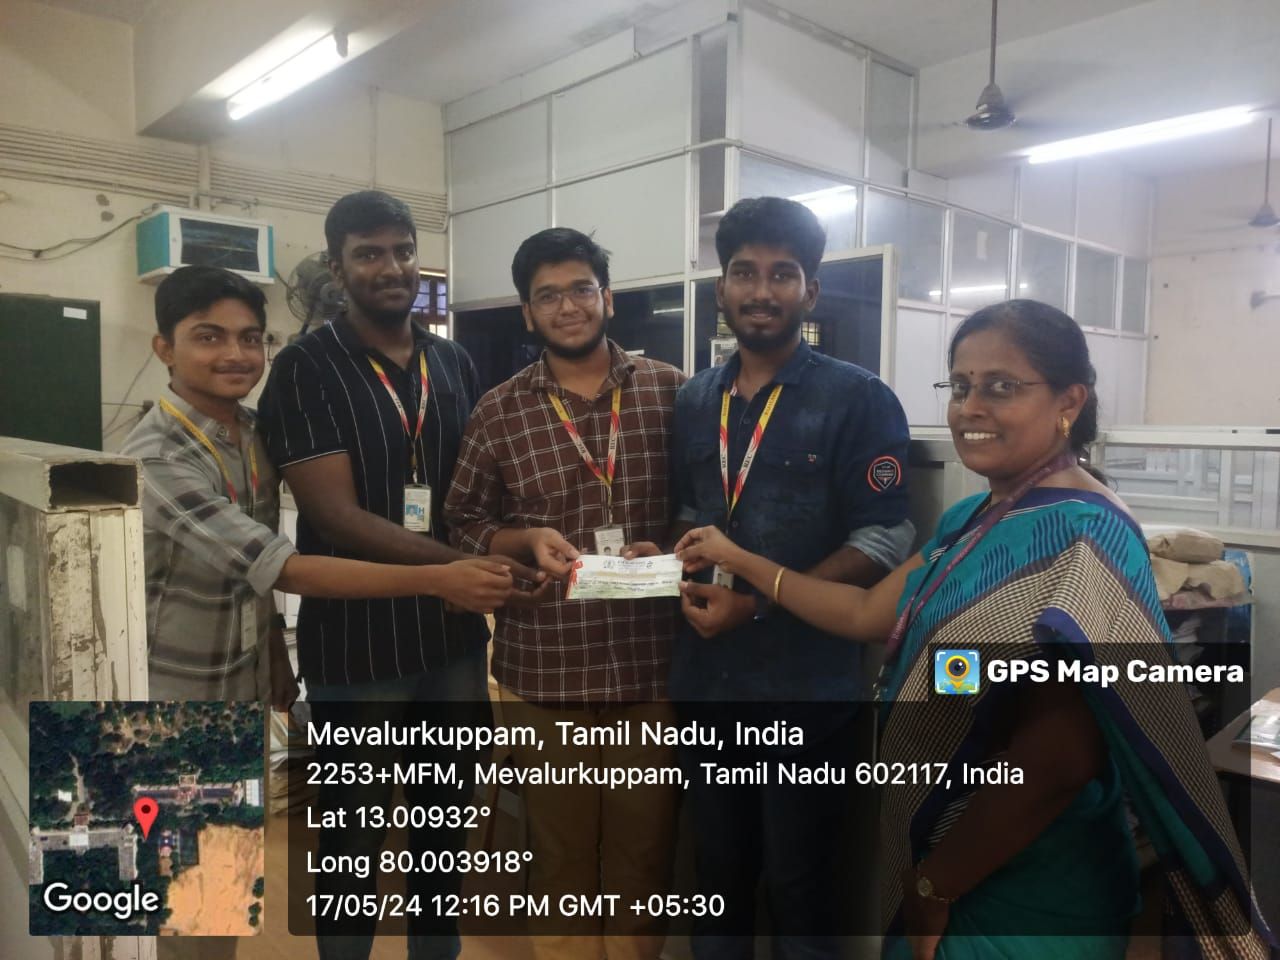 GPS Map Camera
Mevalurkuppam, Tamil Nadu, India
2253+MFM, Mevalurkuppam, Tamil Nadu 602117, India
Lat 13.00932°
Long 80.003918°
17/05/24 12:16 PM GMT +05:30
Google